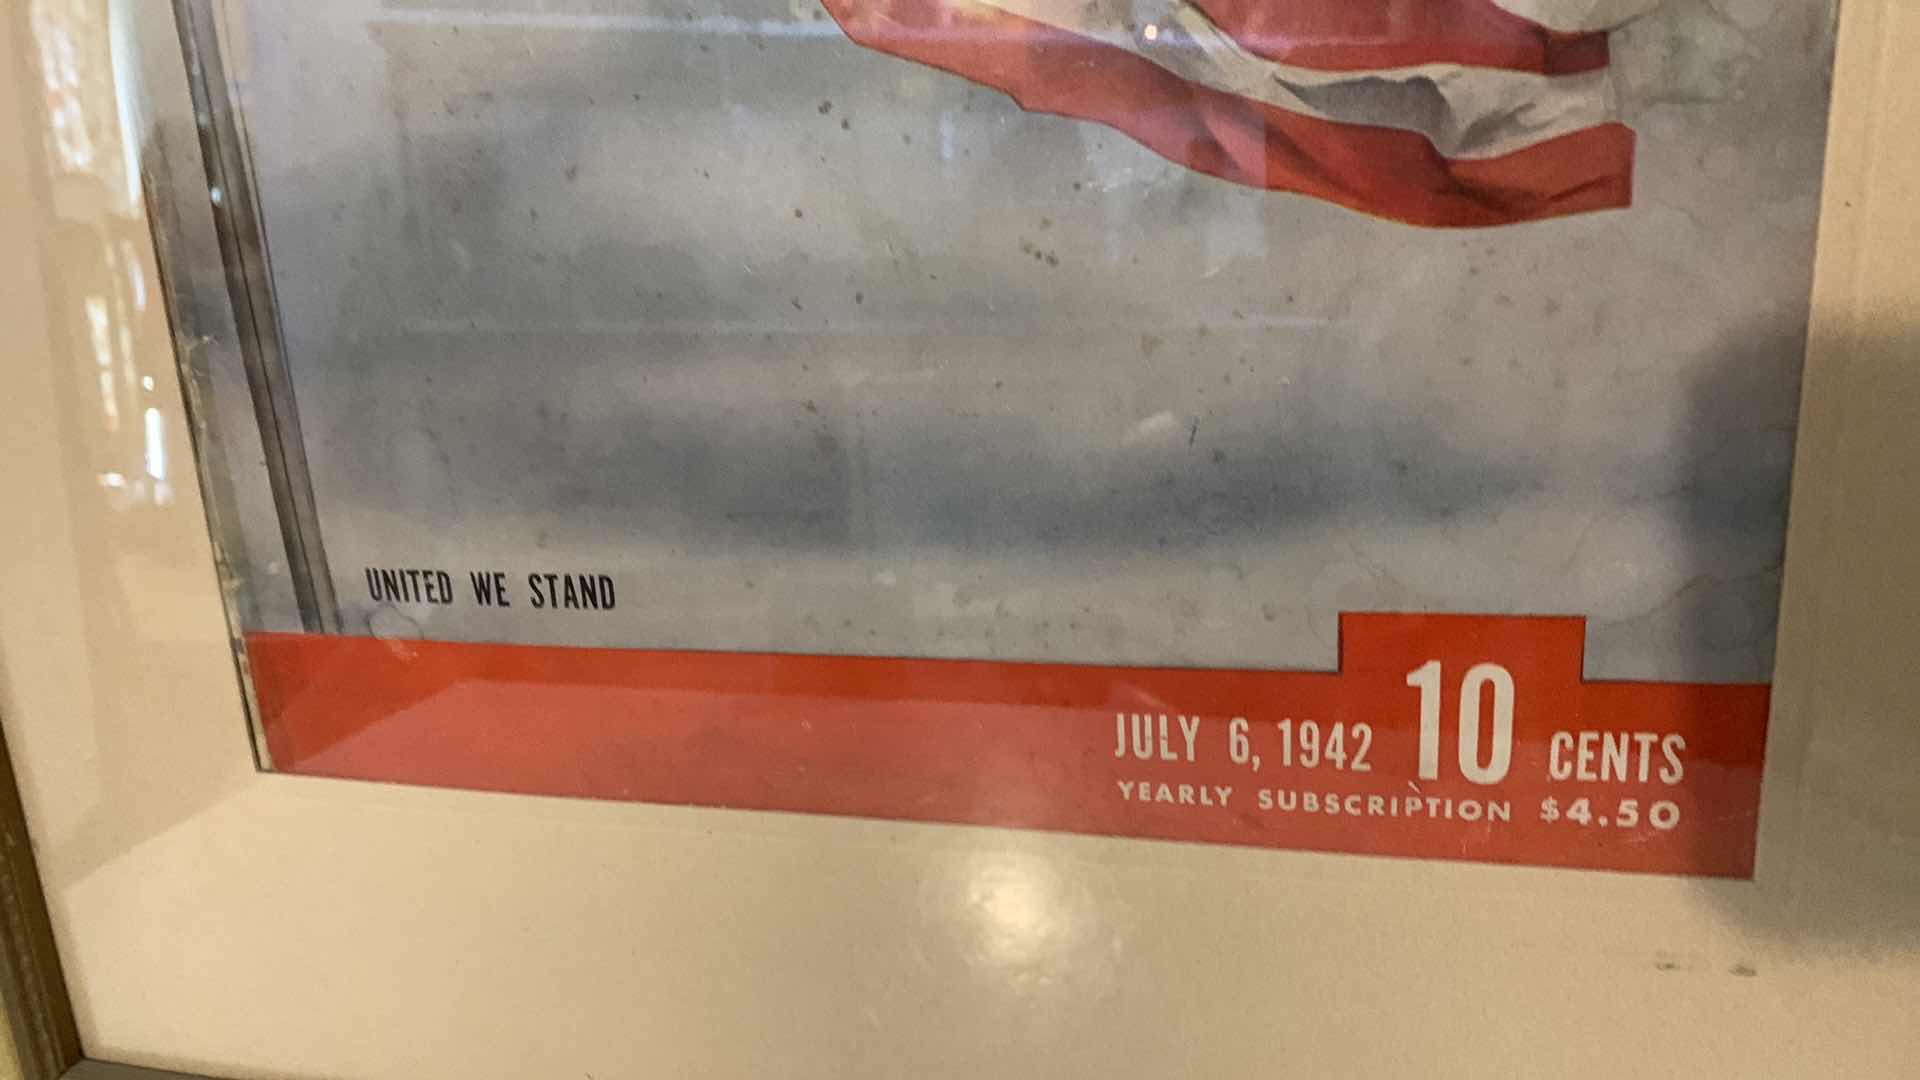 UNITED WE STAND
JULY 6, 1942 10 CENTS
YEARLY SUBSCRIPTION $4.50